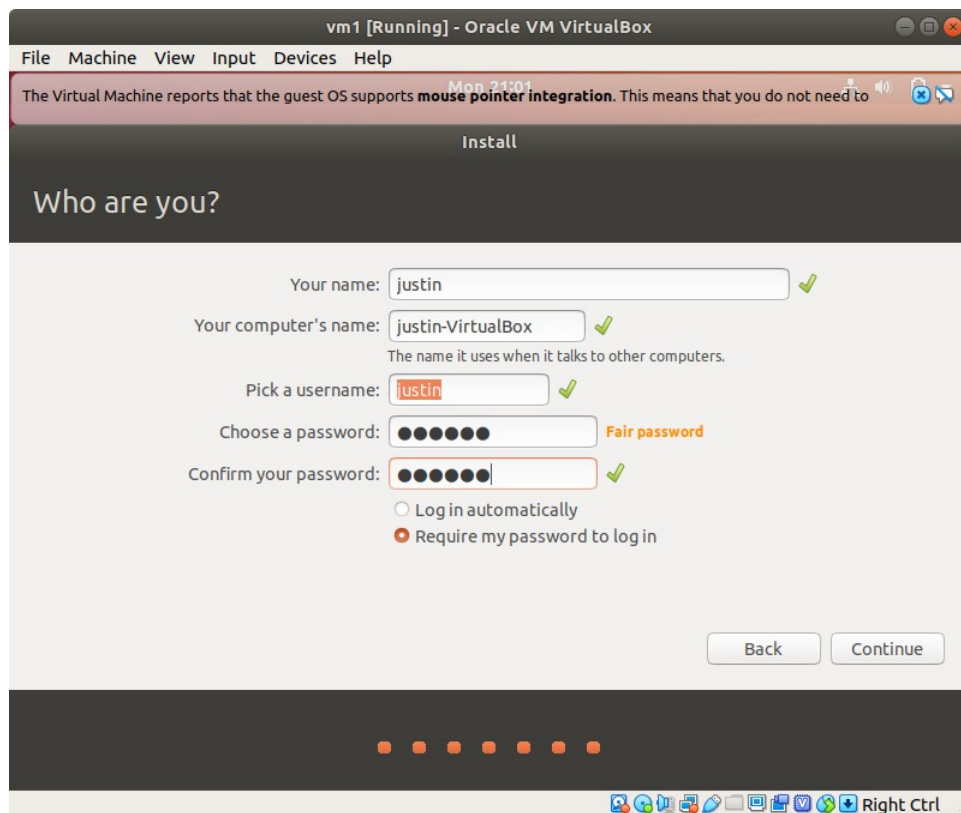 vm1 [Running] - Oracle VM VirtualBox
File Machine View Input Devices Help
Mon 21:01
The Virtual Machine reports that the guest OS supports mouse pointer integration. This means that you do not need to
Install
Who are you?
Your name: justin
Your computer's name: justin-VirtualBox
The name it uses when it talks to other computers.
Pick a username: justin
Choose a password: ●●●●●● Fair password
Confirm your password: ●●●●●●
Log in automatically
Require my password to log in
Back Continue
Right Ctrl